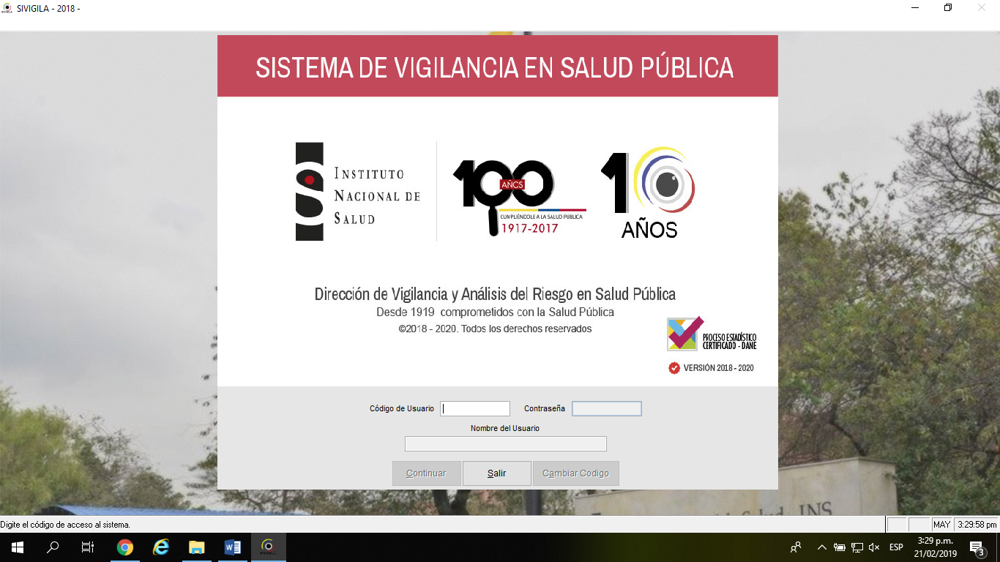 SIVIGILA - 2018 -
SISTEMA DE VIGILANCIA EN SALUD PÚBLICA
INSTITUTO
NACIONAL DE
SALUD
100
AÑOS
CUMPLIÉNDOLE A LA SALUD PÚBLICA
1917-2017
10
AÑOS
Dirección de Vigilancia y Análisis del Riesgo en Salud Pública
Desde 1919 comprometidos con la Salud Pública
©2018 - 2020. Todos los derechos reservados
PROCESO ESTADÍSTICO
CERTIFICADO - DANE
VERSIÓN 2018 - 2020
Código de Usuario Contraseña
Nombre del Usuario
Continuar Salir Cambiar Codigo
INS
Digite el código de acceso al sistema. MAY 3:29:58 pm
ESP 3:29 p.m.
21/02/2019 3